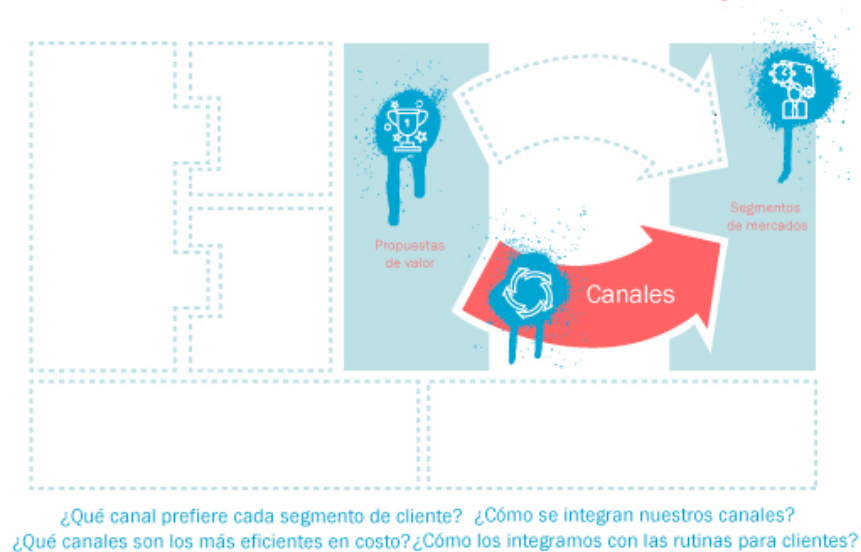 1
Segmentos
de mercados
Propuestas
de valor
Canales
¿Qué canal prefiere cada segmento de cliente? ¿Cómo se integran nuestros canales?
¿Qué canales son los más eficientes en costo?¿Cómo los integramos con las rutinas para clientes?